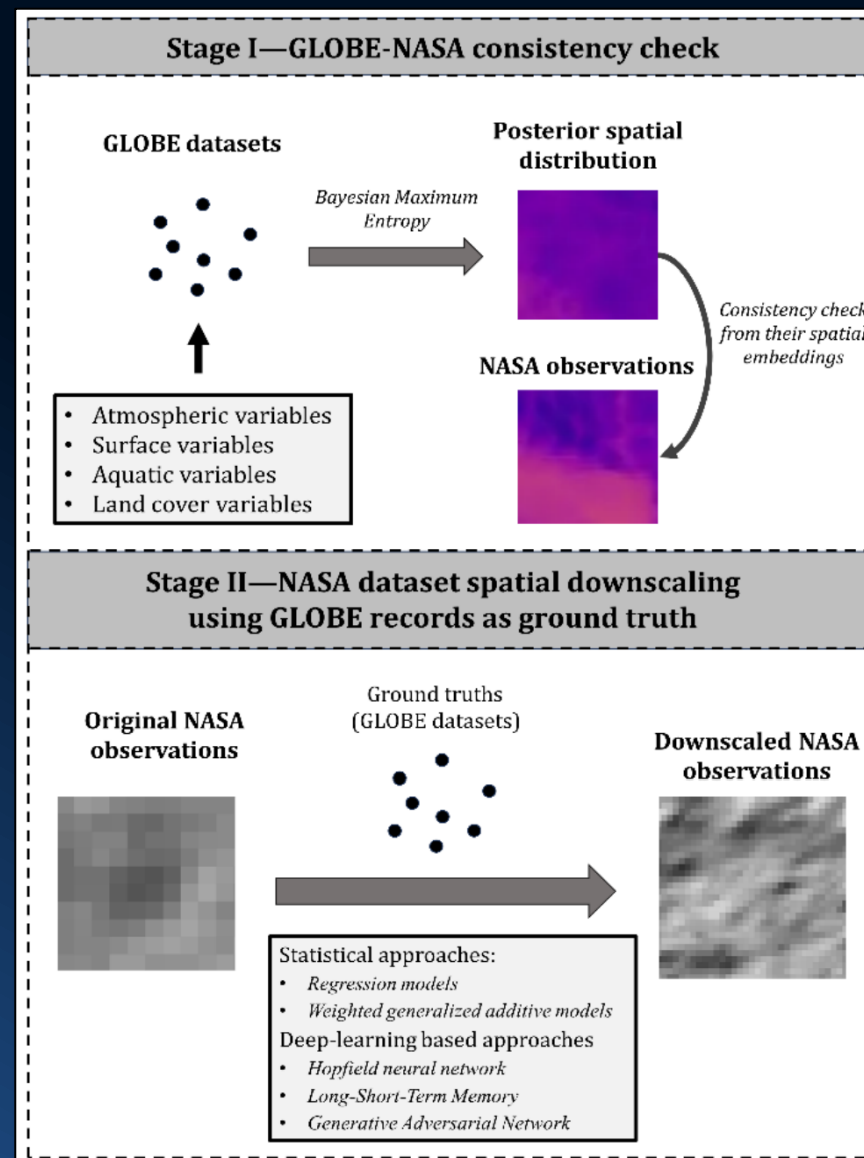 Stage I—GLOBE-NASA consistency check
GLOBE datasets
Bayesian Maximum
Entropy
Posterior spatial
distribution
Consistency check
from their spatial
embeddings
NASA observations
• Atmospheric variables
• Surface variables
• Aquatic variables
• Land cover variables
Stage II—NASA dataset spatial downscaling
using GLOBE records as ground truth
Original NASA
observations
Ground truths
(GLOBE datasets)
Downscaled NASA
observations
Statistical approaches:
• Regression models
• Weighted generalized additive models
Deep-learning based approaches
• Hopfield neural network
• Long-Short-Term Memory
• Generative Adversarial Network